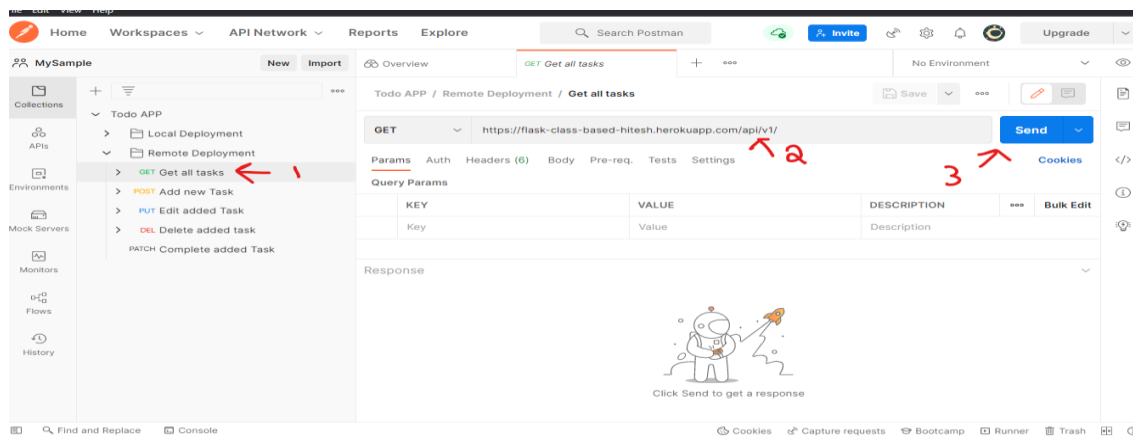 File Edit View Help
Home Workspaces API Network Reports Explore Search Postman Invite Upgrade
MySample New Import Overview GET Get all tasks No Environment
Collections
APIs
Environments
Mock Servers
Monitors
Flows
History
Todo APP
Local Deployment
Remote Deployment
GET Get all tasks 1
POST Add new Task
PUT Edit added Task
DEL Delete added task
PATCH Complete added Task
Todo APP / Remote Deployment / Get all tasks Save
GET https://flask-class-based-hitesh.herokuapp.com/api/v1/ Send
2
3
Params Auth Headers (6) Body Pre-req. Tests Settings Cookies
Query Params
KEY VALUE DESCRIPTION Bulk Edit
Key Value Description
Response
Click Send to get a response
Find and Replace Console Cookies Capture requests Bootcamp Runner Trash